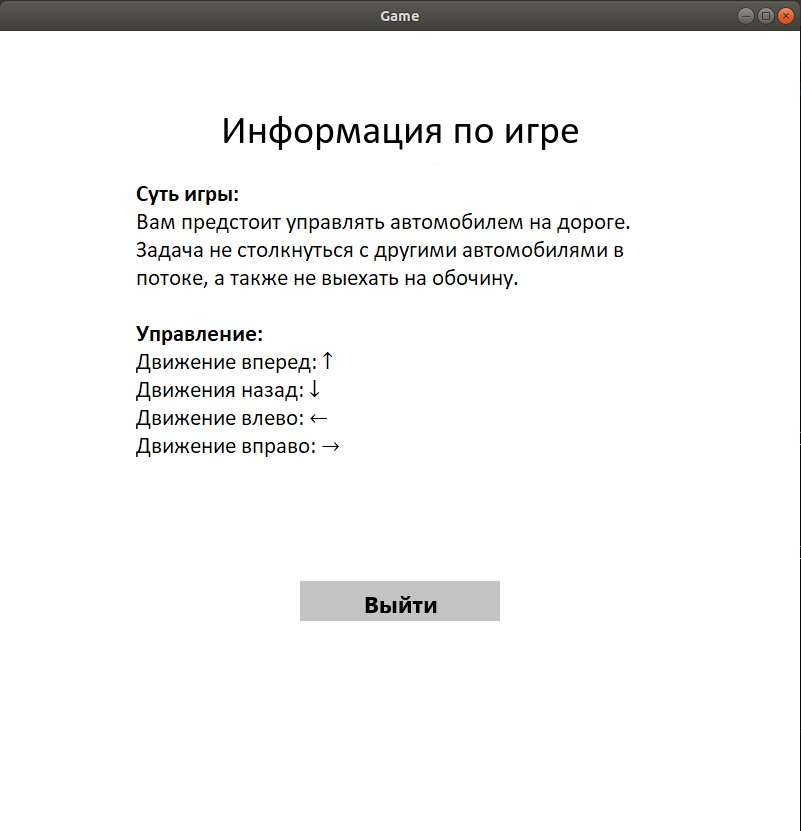 Game
Информация по игре
Суть игры:
Вам предстоит управлять автомобилем на дороге.
Задача не столкнуться с другими автомобилями в
потоке, а также не выехать на обочину.
Управление:
Движение вперед: ↑
Движения назад: ↓
Движение влево: ←
Движение вправо: →
Выйти